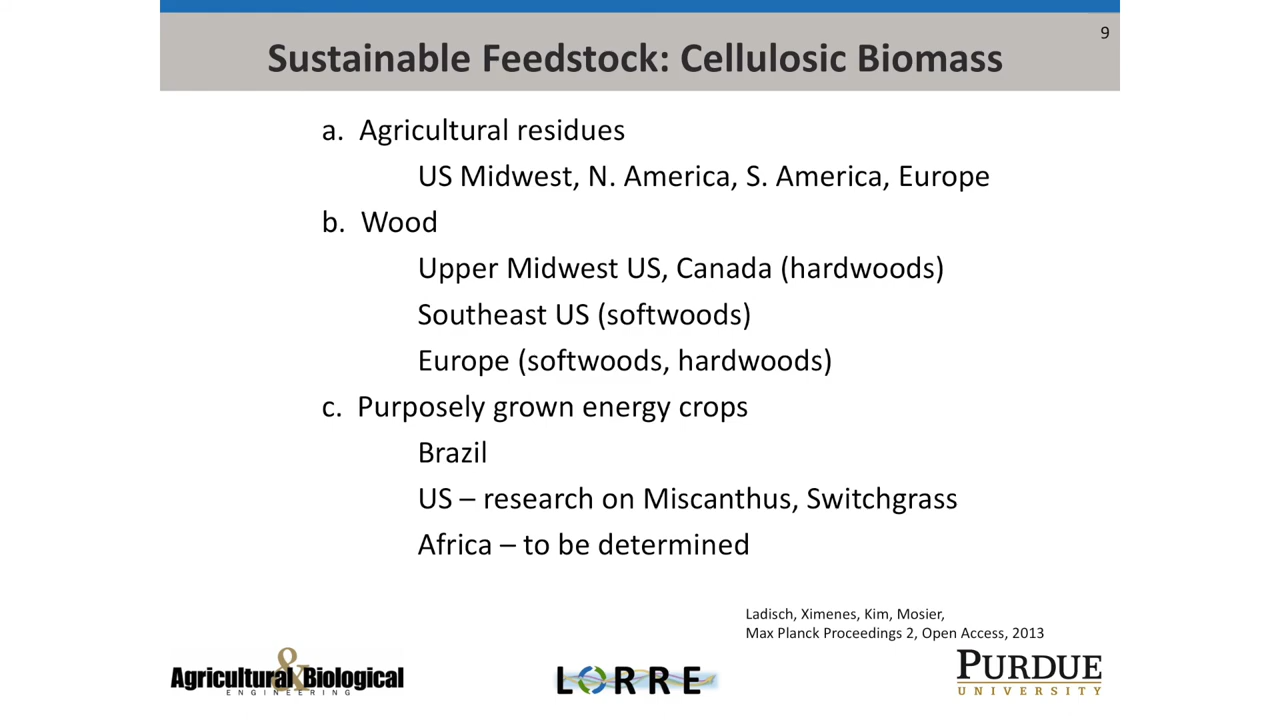 9
Sustainable Feedstock: Cellulosic Biomass
a. Agricultural residues
US Midwest, N. America, S. America, Europe
b. Wood
Upper Midwest US, Canada (hardwoods)
Southeast US (softwoods)
Europe (softwoods, hardwoods)
c. Purposely grown energy crops
Brazil
US – research on Miscanthus, Switchgrass
Africa – to be determined
Ladisch, Ximenes, Kim, Mosier,
Max Planck Proceedings 2, Open Access, 2013
Agricultural & Biological
ENGINEERING
LORRE
PURDUE
UNIVERSITY